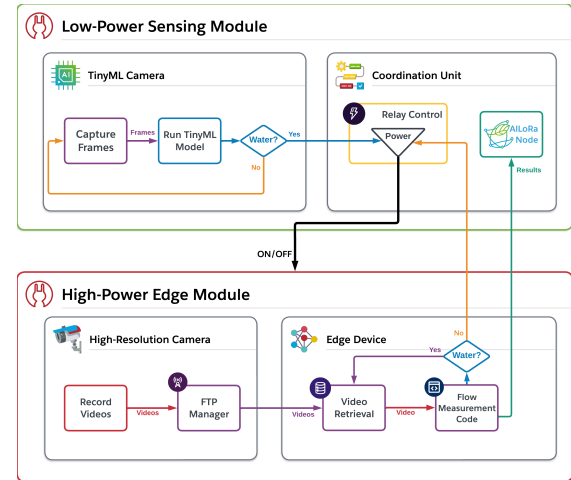 Low-Power Sensing Module
AI
TinyML Camera
Coordination Unit
Capture
Frames
Frames
Run TinyML
Model
Water?
Yes
No
Relay Control
Power
AILoRa
Node
Results
ON/OFF
High-Power Edge Module
High-Resolution Camera
Edge Device
Record
Videos
Videos
FTP
Manager
Videos
Video
Retrieval
Video
Flow
Measurement
Code
Water?
Yes
No